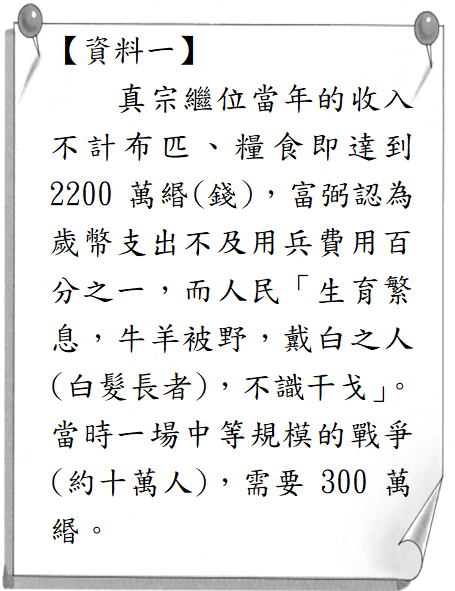 【資料一】
真宗繼位當年的收入
不計布匹、糧食即達到
2200 萬緡(錢)，富弼認為
歲幣支出不及用兵費用百
分之一，而人民「生育繁
息，牛羊被野，戴白之人
(白髮長者)，不識干戈」。
當時一場中等規模的戰爭
(約十萬人)，需要 300 萬
緡。